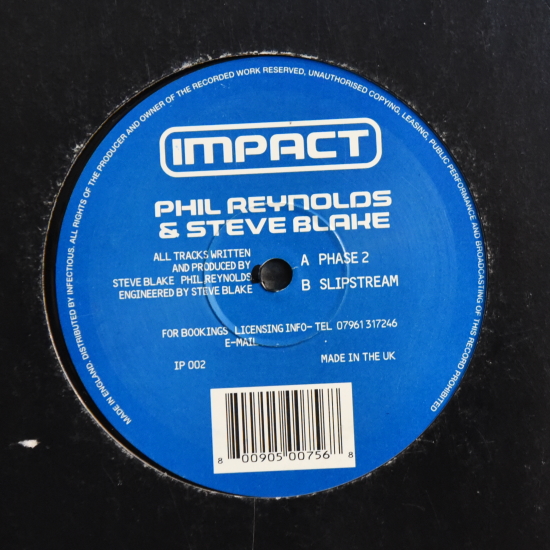 MADE IN ENGLAND, DISTRIBUTED BY INFECTIOUS. ALL RIGHTS OF THE PRODUCER AND OWNER OF THE RECORDED WORK RESERVED, UNAUTHORISED COPYING, LEASING, PUBLIC PERFORMANCE AND BROADCASTING OF THIS RECORD PROHIBITED
IMPACT
PHIL REYNOLDS
& STEVE BLAKE
ALL TRACKS WRITTEN
AND PRODUCED BY
STEVE BLAKE PHIL REYNOLDS
ENGINEERED BY STEVE BLAKE
A PHASE 2
B SLIPSTREAM
FOR BOOKINGS LICENSING INFO- TEL 07961 317246
E-MAIL
IP 002
MADE IN THE UK
8 00905 00756 8